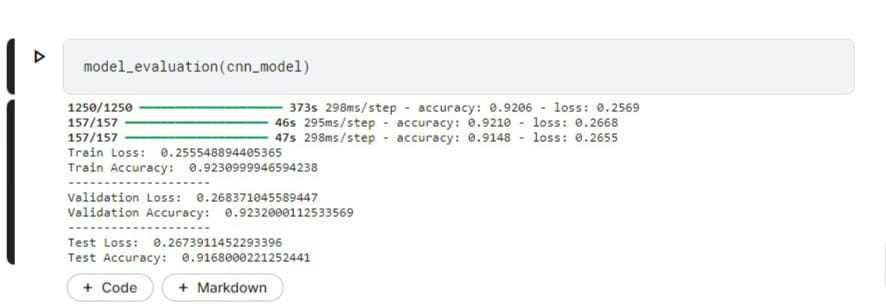 model_evaluation(cnn_model)
1250/1250 ━━━━━━━━━━━━━━━━━━━━ 373s 298ms/step - accuracy: 0.9206 - loss: 0.2569
157/157 ━━━━━━━━━━━━━━━━━━━━ 46s 295ms/step - accuracy: 0.9210 - loss: 0.2668
157/157 ━━━━━━━━━━━━━━━━━━━━ 47s 298ms/step - accuracy: 0.9148 - loss: 0.2655
Train Loss:  0.255548894405365
Train Accuracy:  0.9230999946594238
--------------------
Validation Loss:  0.268371045589447
Validation Accuracy:  0.9232000112533569
--------------------
Test Loss:  0.2673911452293396
Test Accuracy:  0.9168000221252441
+ Code + Markdown